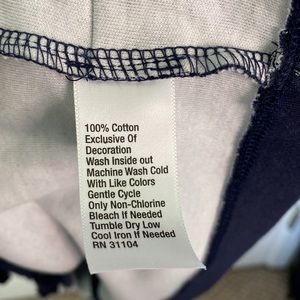 100% Cotton
Exclusive Of
Decoration
Wash Inside out
Machine Wash Cold
With Like Colors
Gentle Cycle
Only Non-Chlorine
Bleach If Needed
Tumble Dry Low
Cool Iron If Needed
RN 31104